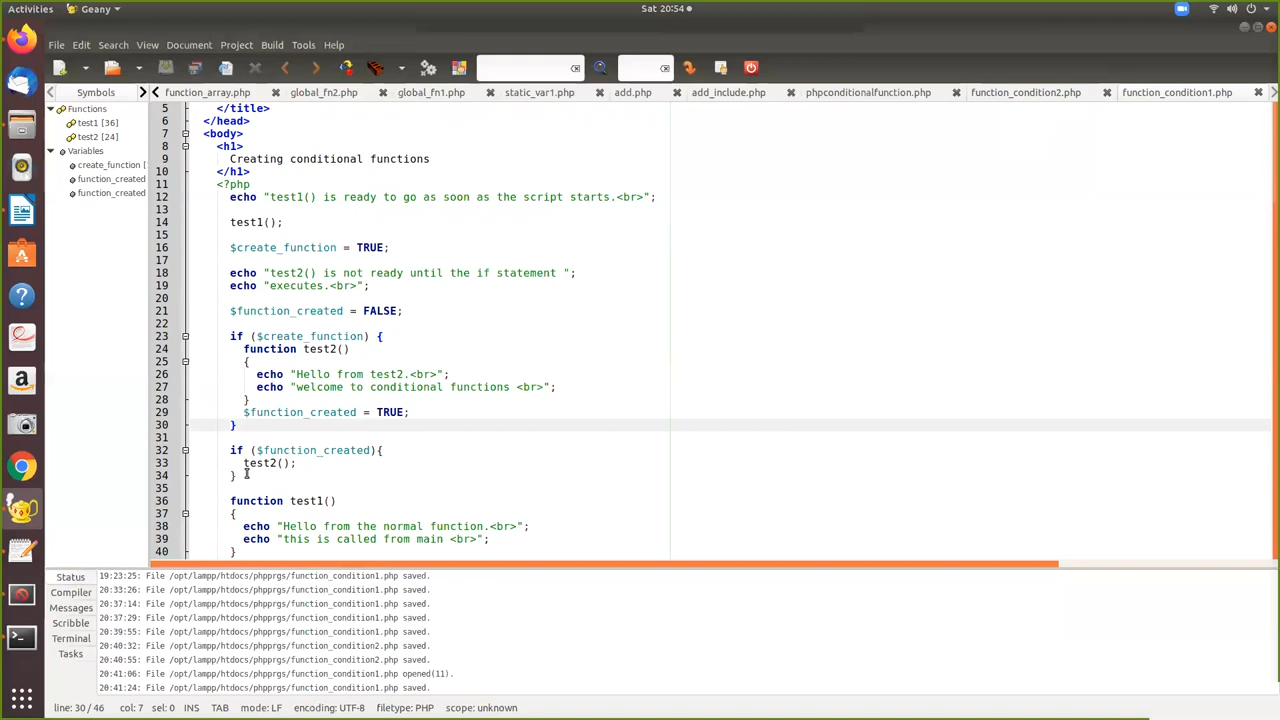 Activities
Geany
Sat 20:54
File Edit Search View Document Project Build Tools Help
Symbols
function_array.php
global_fn2.php
global_fn1.php
static_var1.php
add.php
add_include.php
phpconditionalfunction.php
function_condition2.php
function_condition1.php
Functions
test1 [36]
test2 [24]
Variables
create_function [
function_created
function_created
5 </title>
6 </head>
7 <body>
8 <h1>
9 Creating conditional functions
10 </h1>
11 <?php
12 echo "test1() is ready to go as soon as the script starts.<br>";
13
14 test1();
15
16 $create_function = TRUE;
17
18 echo "test2() is not ready until the if statement ";
19 echo "executes.<br>";
20
21 $function_created = FALSE;
22
23 if ($create_function) {
24 function test2()
25 {
26 echo "Hello from test2.<br>";
27 echo "welcome to conditional functions <br>";
28 }
29 $function_created = TRUE;
30 }
31
32 if ($function_created){
33 test2();
34 }
35
36 function test1()
37 {
38 echo "Hello from the normal function.<br>";
39 echo "this is called from main <br>";
40 }
Status
Compiler
Messages
Scribble
Terminal
Tasks
19:23:25: File /opt/lampp/htdocs/phpprgs/function_condition1.php saved.
20:33:26: File /opt/lampp/htdocs/phpprgs/function_condition1.php saved.
20:37:14: File /opt/lampp/htdocs/phpprgs/function_condition1.php saved.
20:37:29: File /opt/lampp/htdocs/phpprgs/function_condition1.php saved.
20:39:55: File /opt/lampp/htdocs/phpprgs/function_condition1.php saved.
20:40:32: File /opt/lampp/htdocs/phpprgs/function_condition2.php saved.
20:40:55: File /opt/lampp/htdocs/phpprgs/function_condition2.php saved.
20:41:06: File /opt/lampp/htdocs/phpprgs/function_condition1.php opened(11).
20:41:24: File /opt/lampp/htdocs/phpprgs/function_condition1.php saved.
line: 30 / 46 col: 7 sel: 0 INS TAB mode: LF encoding: UTF-8 filetype: PHP scope: unknown